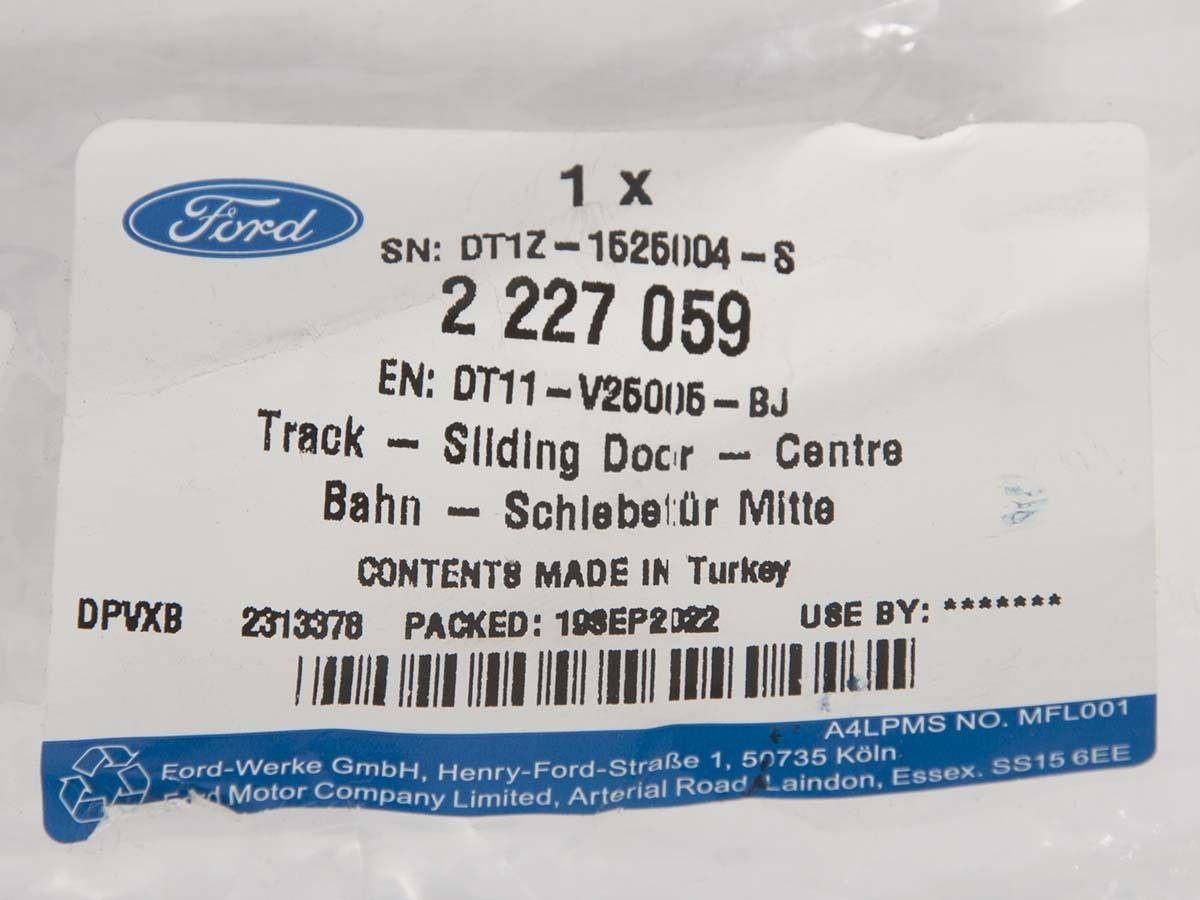 Ford
1 x
SN: DT1Z-1525004-S
2 227 059
EN: DT11-V25005-BJ
Track - Sliding Door - Centre
Bahn - Schiebetür Mitte
CONTENTS MADE IN Turkey
DPVXB 2313378 PACKED: 19SEP2022 USE BY: *******
A4LPMS NO. MFL001
Ford-Werke GmbH, Henry-Ford-Straße 1, 50735 Köln
Ford Motor Company Limited, Arterial Road, Laindon, Essex. SS15 6EE